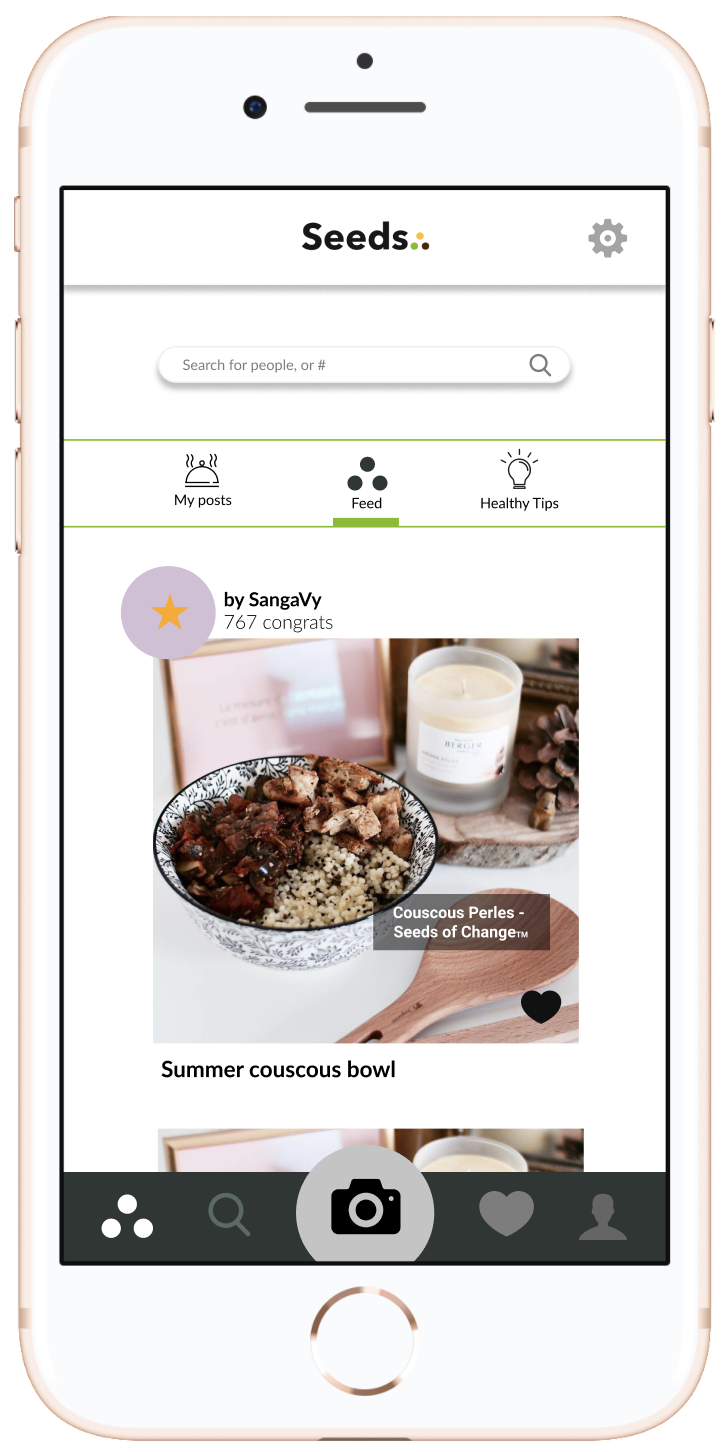 Seeds
Search for people, or #
My posts
Feed
Healthy Tips
by SangaVy
767 congrats
BERGER
Couscous Perles -
Seeds of Change™
Summer couscous bowl